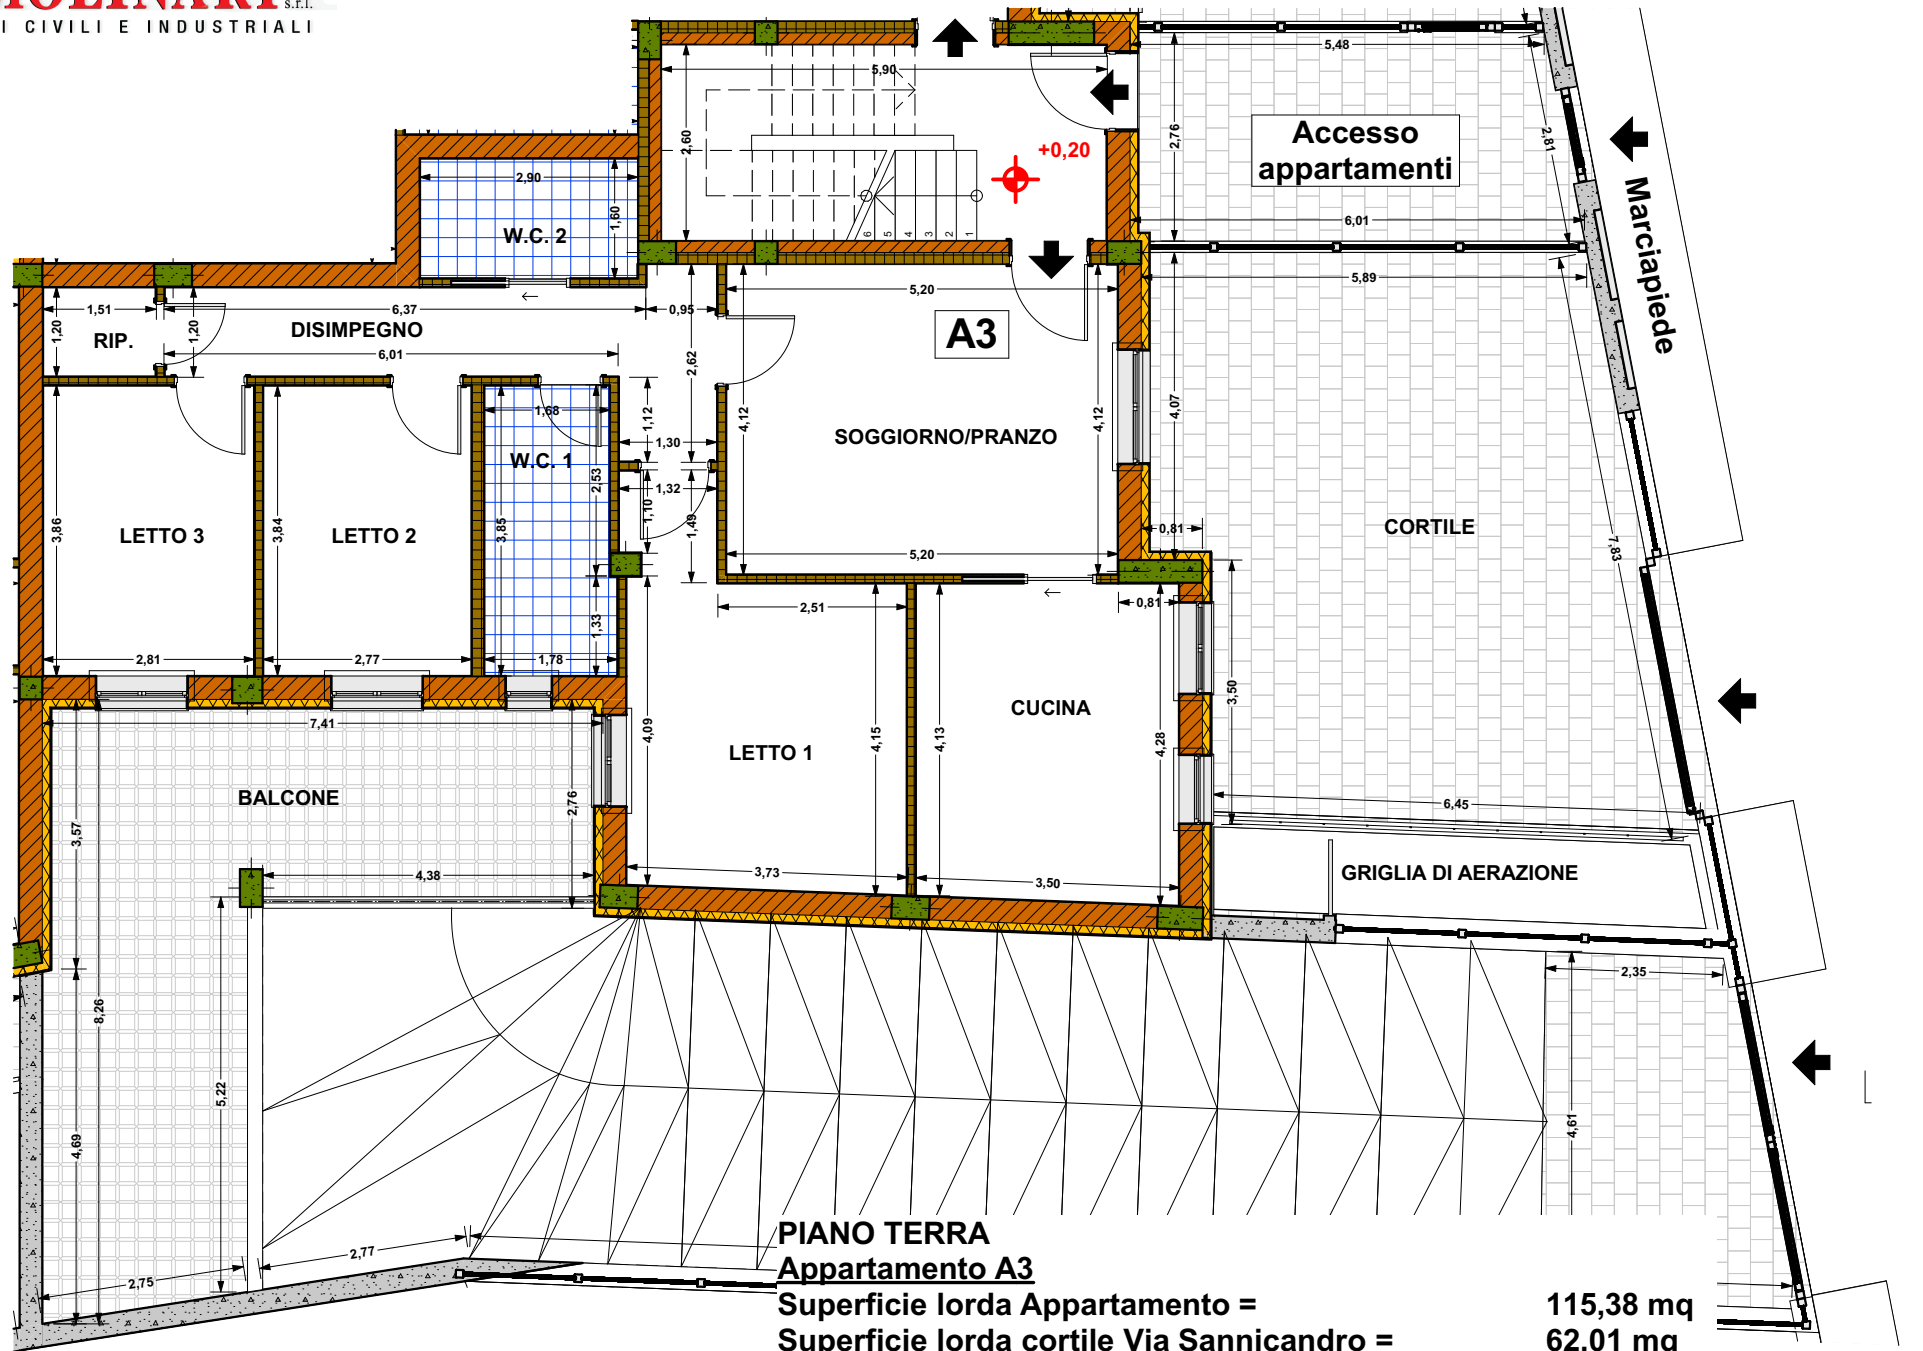 MOLINARI s.r.l.
I CIVILI E INDUSTRIALI
5,90
2,60
+0,20
6 5 4 3 2 1
5,48
2,76
2,81
Accesso
appartamenti
6,01
Marciapiede
2,90
1,60
W.C. 2
1,51
6,37
0,95
5,20
5,89
1,20
RIP.
1,20
DISIMPEGNO
6,01
A3
2,62
4,12
4,12
4,07
1,68
1,12
1,30
SOGGIORNO/PRANZO
W.C. 1
2,53
1,32
1,10
1,49
3,86
LETTO 3
3,84
LETTO 2
3,85
0,81
CORTILE
7,83
5,20
2,51
0,81
1,33
2,81
2,77
1,78
3,50
7,41
4,09
LETTO 1
4,15
4,13
CUCINA
4,28
BALCONE
2,76
3,57
6,45
4,38
3,73
3,50
GRIGLIA DI AERAZIONE
2,35
8,26
5,22
4,69
4,61
2,77
2,75
PIANO TERRA
Appartamento A3
Superficie lorda Appartamento = 115,38 mq
Superficie lorda cortile Via Sannicandro = 62,01 mq